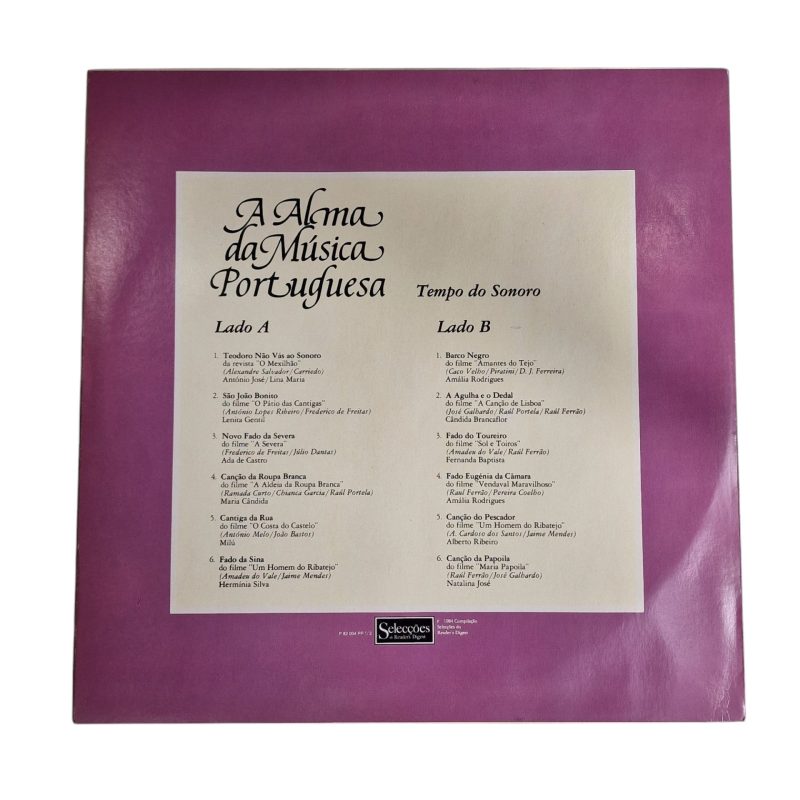 A Alma
da Música
Portuguesa
Tempo do Sonoro
Lado A
1. Teodoro Não Vás ao Sonoro
da revista "O Mexilhão"
(Alexandre Salvador/Carriedo)
António José/Lina Maria
2. São João Bonito
do filme "O Pátio das Cantigas"
(António Lopes Ribeiro/Frederico de Freitas)
Lenita Gentil
3. Novo Fado da Severa
do filme "A Severa"
(Frederico de Freitas/Júlio Dantas)
Ada de Castro
4. Canção da Roupa Branca
do filme "A Aldeia da Roupa Branca"
(Ramada Curto/Chianca Garcia/Raúl Portela)
Maria Cândida
5. Cantiga da Rua
do filme "O Costa do Castelo"
(António Melo/João Bastos)
Milú
6. Fado da Sina
do filme "Um Homem do Ribatejo"
(Amadeu do Vale/Jaime Mendes)
Hermínia Silva
Lado B
1. Barco Negro
do filme "Amantes do Tejo"
(Caco Velho/Piratini/D. J. Ferreira)
Amália Rodrigues
2. A Agulha e o Dedal
do filme "A Canção de Lisboa"
(José Galhardo/Raúl Portela/Raúl Ferrão)
Cândida Brancaflor
3. Fado do Toureiro
do filme "Sol e Toiros"
(Amadeu do Vale/Raúl Ferrão)
Fernanda Baptista
4. Fado Eugénia da Câmara
do filme "Vendaval Maravilhoso"
(Raúl Ferrão/Pereira Coelho)
Amália Rodrigues
5. Canção do Pescador
do filme "Um Homem do Ribatejo"
(A. Cardoso dos Santos/Jaime Mendes)
Alberto Ribeiro
6. Canção da Papoila
do filme "Maria Papoila"
(Raúl Ferrão/José Galhardo)
Natalina José
P 82 004 PP 1/2
Selecções
Reader's Digest
℗ 1984 Compilação
Selecções do
Reader's Digest